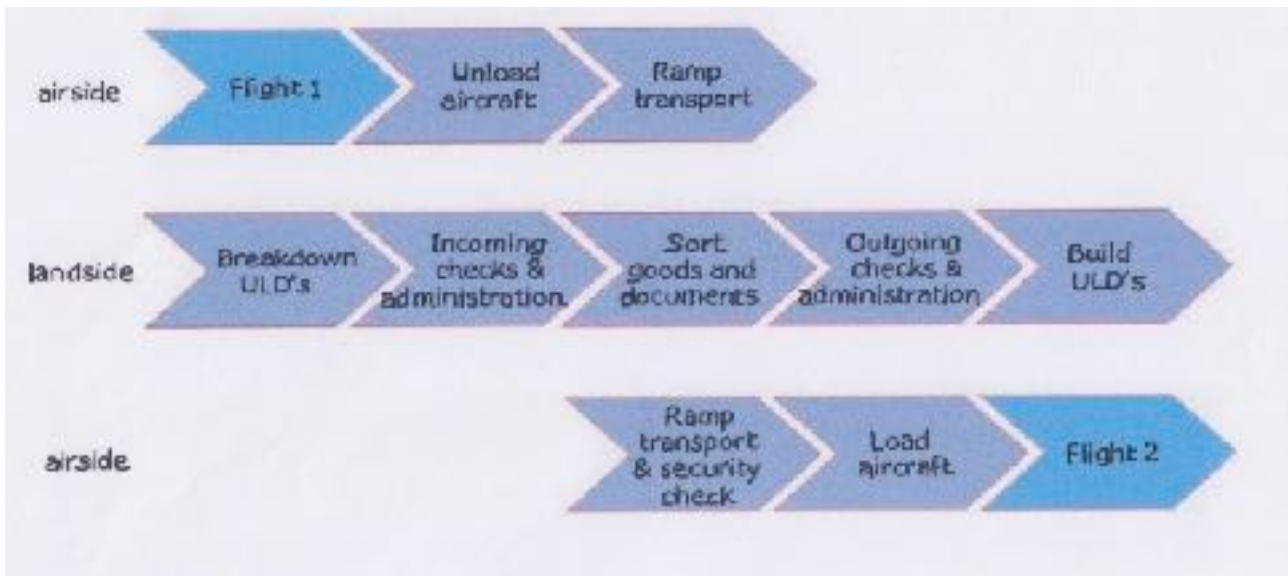 airside
Flight 1
Unload
aircraft
Ramp
transport
landside
Breakdown
ULD's
Incoming
checks &
administration
Sort
goods and
documents
Outgoing
checks &
administration
Build
ULD's
airside
Ramp
transport
& security
check
Load
aircraft
Flight 2